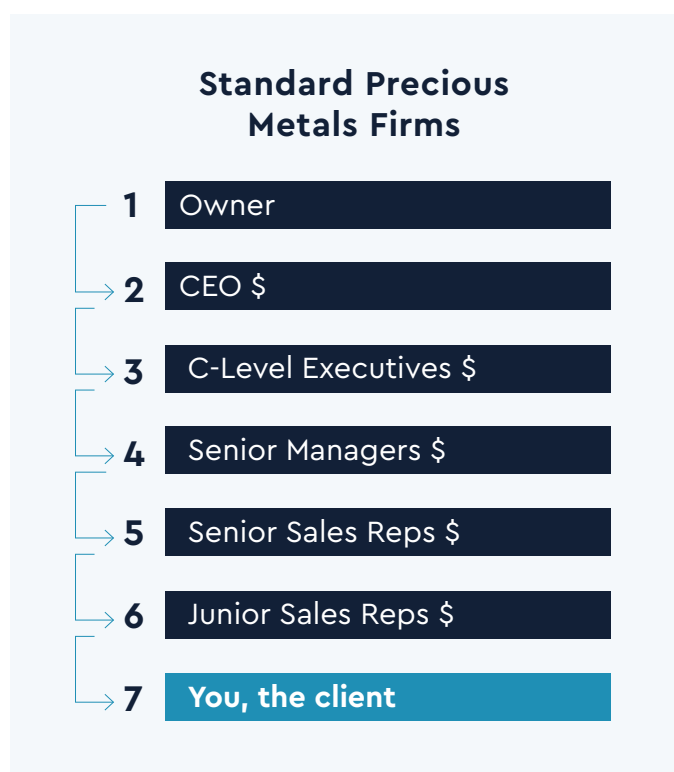 Standard Precious
Metals Firms
1 Owner
2 CEO $
3 C-Level Executives $
4 Senior Managers $
5 Senior Sales Reps $
6 Junior Sales Reps $
7 You, the client